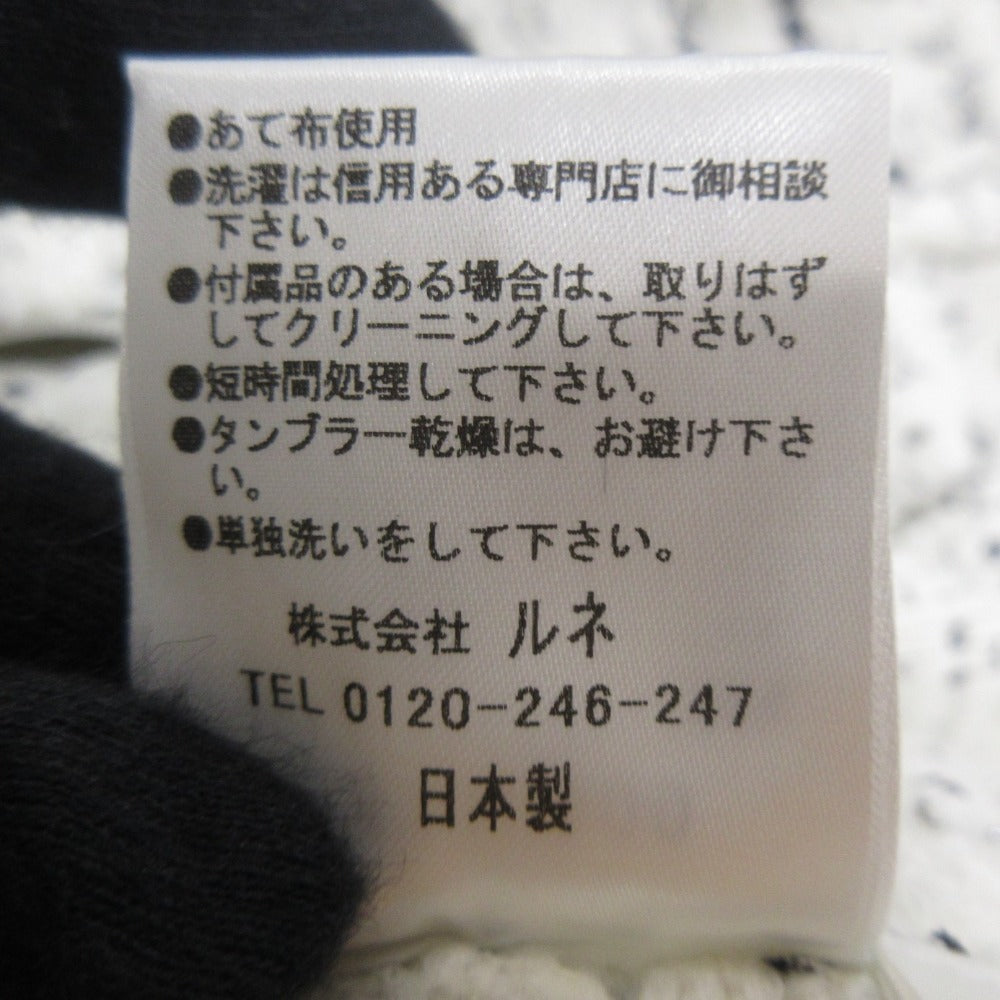 ●あて布使用
●洗濯は信用ある専門店に御相談
下さい。
●付属品のある場合は、取りはず
してクリーニングして下さい。
●短時間処理して下さい。
●タンブラー乾燥は、お避け下さ
い。
●単独洗いをして下さい。
株式会社 ルネ
TEL 0120-246-247
日本製